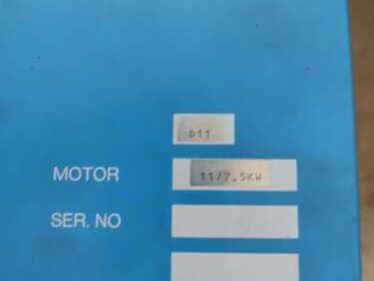 011
MOTOR 11/7.5KW
SER. NO